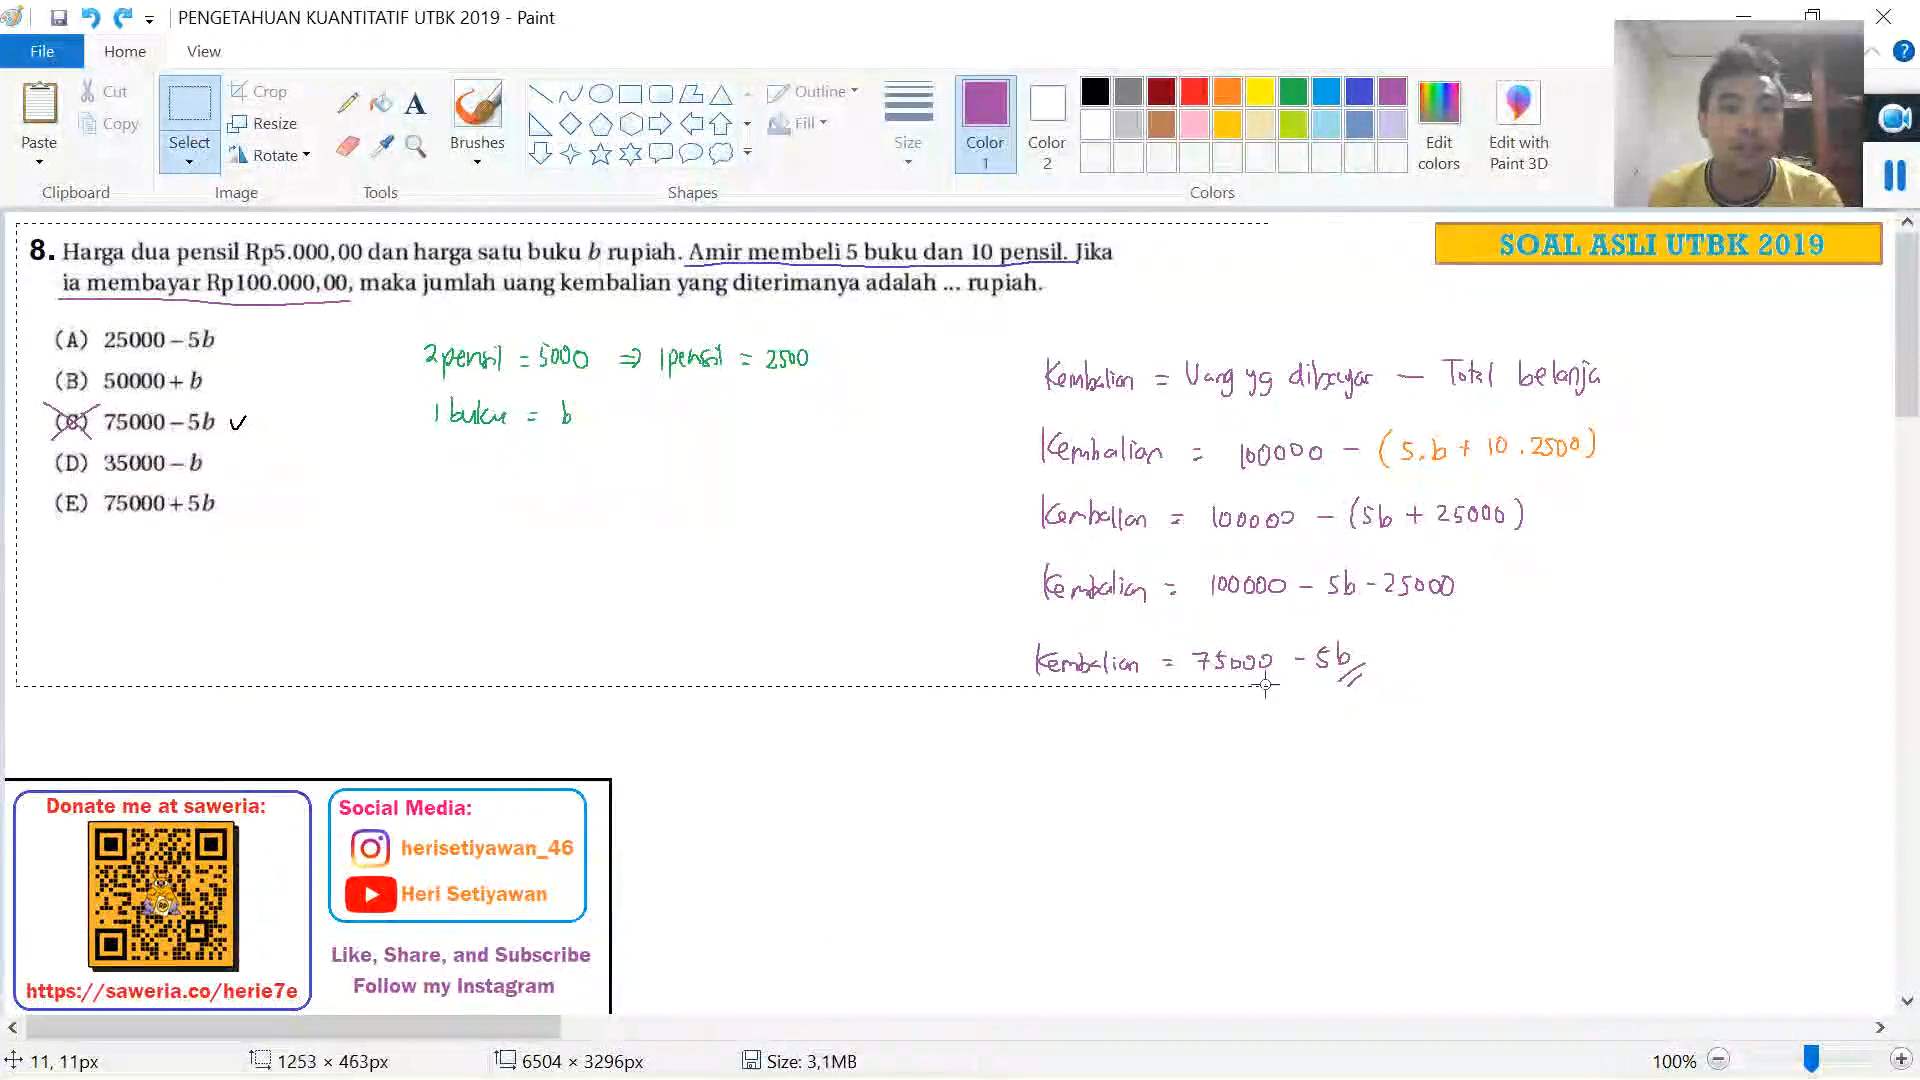 PENGETAHUAN KUANTITATIF UTBK 2019 - Paint
File Home View
Paste Cut Copy Clipboard
Select Crop Resize Rotate Image
Tools
Brushes
Shapes
Outline Fill
Size
Color 1 Color 2
Edit colors
Edit with Paint 3D
Colors
SOAL ASLI UTBK 2019
8. Harga dua pensil Rp5.000,00 dan harga satu buku b rupiah. Amir membeli 5 buku dan 10 pensil. Jika
ia membayar Rp100.000,00, maka jumlah uang kembalian yang diterimanya adalah ... rupiah.
(A) 25000 – 5b
(B) 50000 + b
(C) 75000 – 5b ✓
(D) 35000 – b
(E) 75000 + 5b
2 pensil = 5000 ⇒ 1 pensil = 2500
1 buku = b
Kembalian = Uang yg dibayar – Total belanja
Kembalian = 100000 – (5.b + 10.2500)
Kembalian = 100000 – (5b + 25000)
Kembalian = 100000 – 5b – 25000
Kembalian = 75000 – 5b
Donate me at saweria:
https://saweria.co/herie7e
Social Media:
herisetiyawan_46
Heri Setiyawan
Like, Share, and Subscribe
Follow my Instagram
11, 11px 1253 × 463px 6504 × 3296px Size: 3,1MB 100%